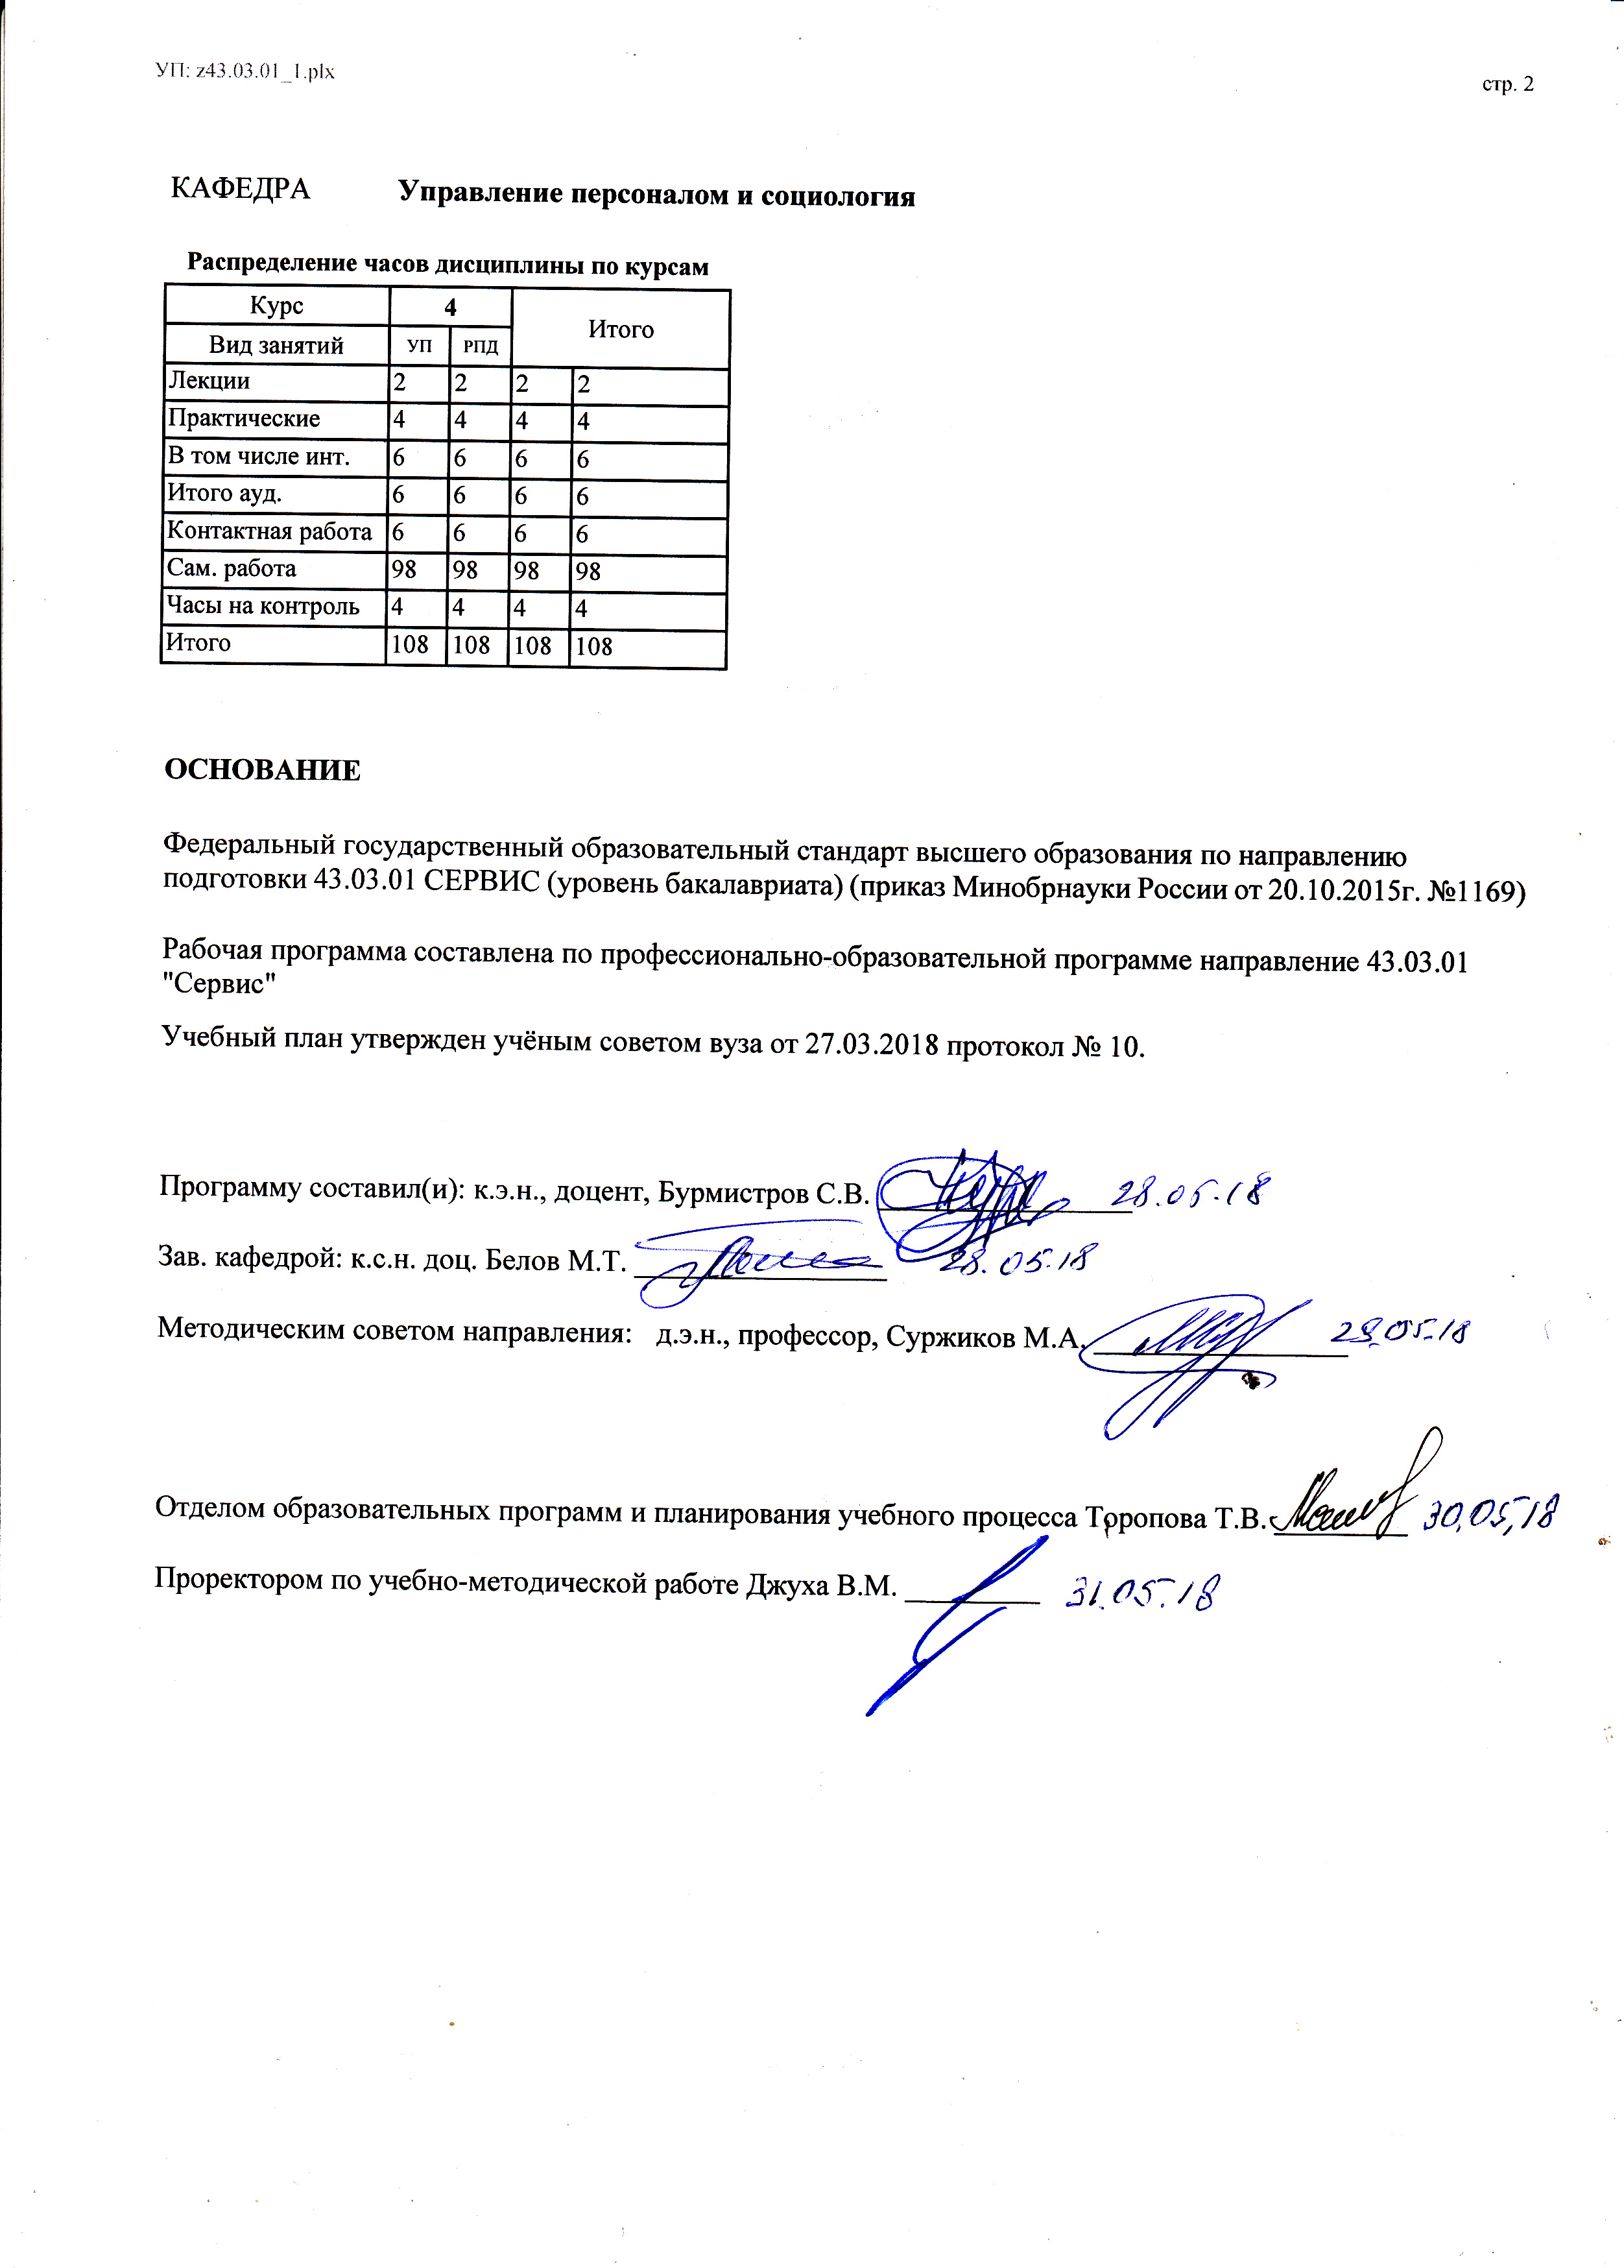 УП: z43.03.01_1.plx
стр. 2
КАФЕДРА Управление персоналом и социология
Распределение часов дисциплины по курсам
Курс 4 Итого
Вид занятий УП РПД
Лекции 2 2 2 2
Практические 4 4 4 4
В том числе инт. 6 6 6 6
Итого ауд. 6 6 6 6
Контактная работа 6 6 6 6
Сам. работа 98 98 98 98
Часы на контроль 4 4 4 4
Итого 108 108 108 108
ОСНОВАНИЕ
Федеральный государственный образовательный стандарт высшего образования по направлению
подготовки 43.03.01 СЕРВИС (уровень бакалавриата) (приказ Минобрнауки России от 20.10.2015г. №1169)
Рабочая программа составлена по профессионально-образовательной программе направление 43.03.01
"Сервис"
Учебный план утвержден учёным советом вуза от 27.03.2018 протокол № 10.
Программу составил(и): к.э.н., доцент, Бурмистров С.В. 28.05.18
Зав. кафедрой: к.с.н. доц. Белов М.Т. 28.05.18
Методическим советом направления: д.э.н., профессор, Суржиков М.А.
Отделом образовательных программ и планирования учебного процесса Торопова Т.В. 30.05.18
Проректором по учебно-методической работе Джуха В.М. 31.05.18